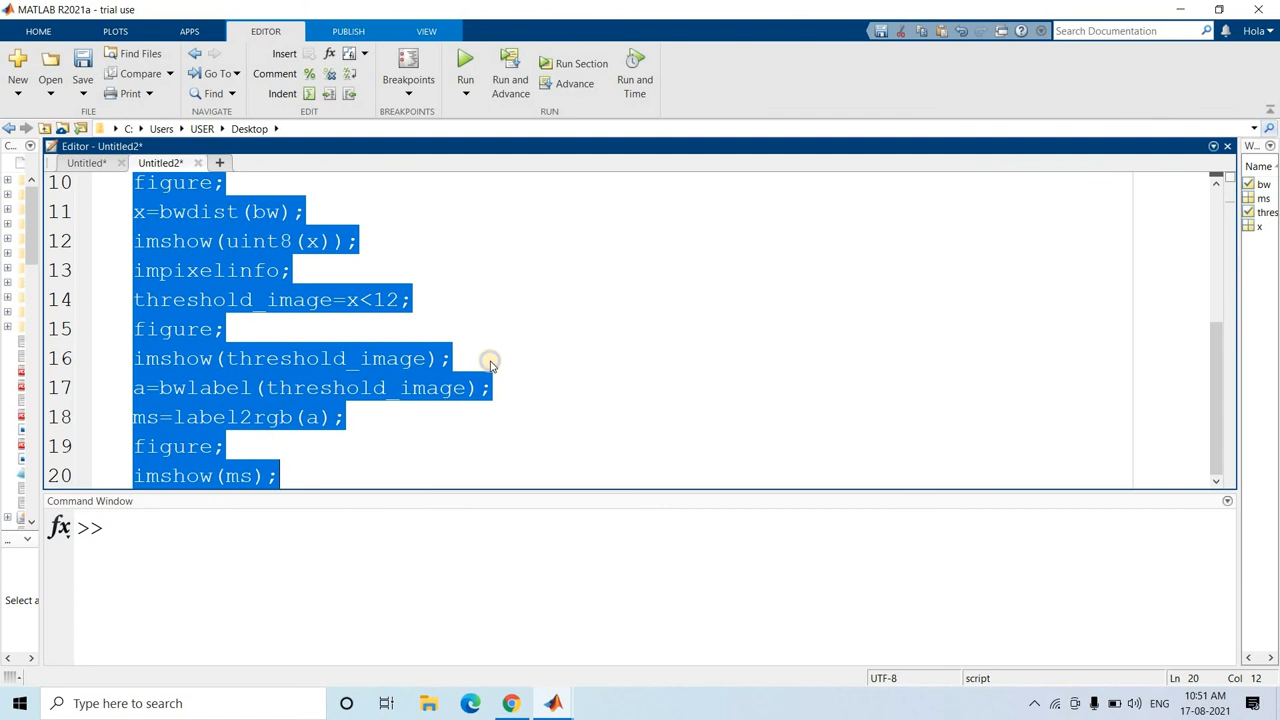 MATLAB R2021a - trial use
HOME PLOTS APPS EDITOR PUBLISH VIEW
Search Documentation
Hola
New Open Save
Find Files
Compare
Print
Go To
Find
Insert
Comment
Indent
Breakpoints
Run
Run and Advance
Run Section
Advance
Run and Time
FILE NAVIGATE EDIT BREAKPOINTS RUN
C: Users USER Desktop
C...
Editor - Untitled2*
W...
Untitled* Untitled2*
Name
bw
ms
thres
x
10 figure;
11 x=bwdist(bw);
12 imshow(uint8(x));
13 impixelinfo;
14 threshold_image=x<12;
15 figure;
16 imshow(threshold_image);
17 a=bwlabel(threshold_image);
18 ms=label2rgb(a);
19 figure;
20 imshow(ms);
Command Window
fx >>
...
Select a
UTF-8 script Ln 20 Col 12
Type here to search
ENG
10:51 AM
17-08-2021